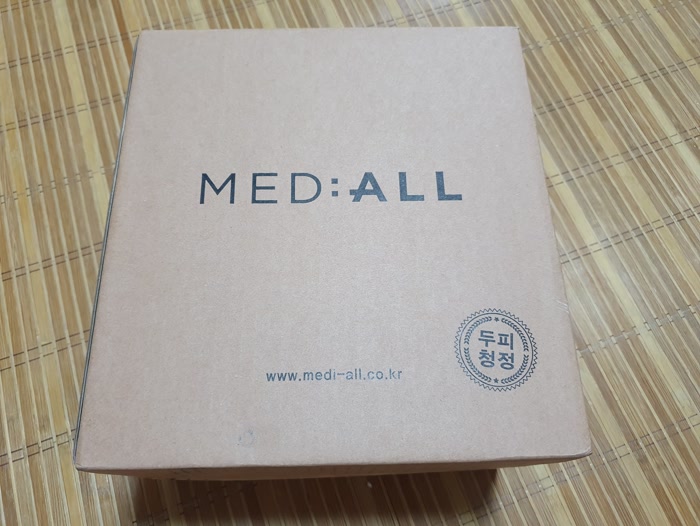 MED:ALL
두피
청정
www.medi-all.co.kr